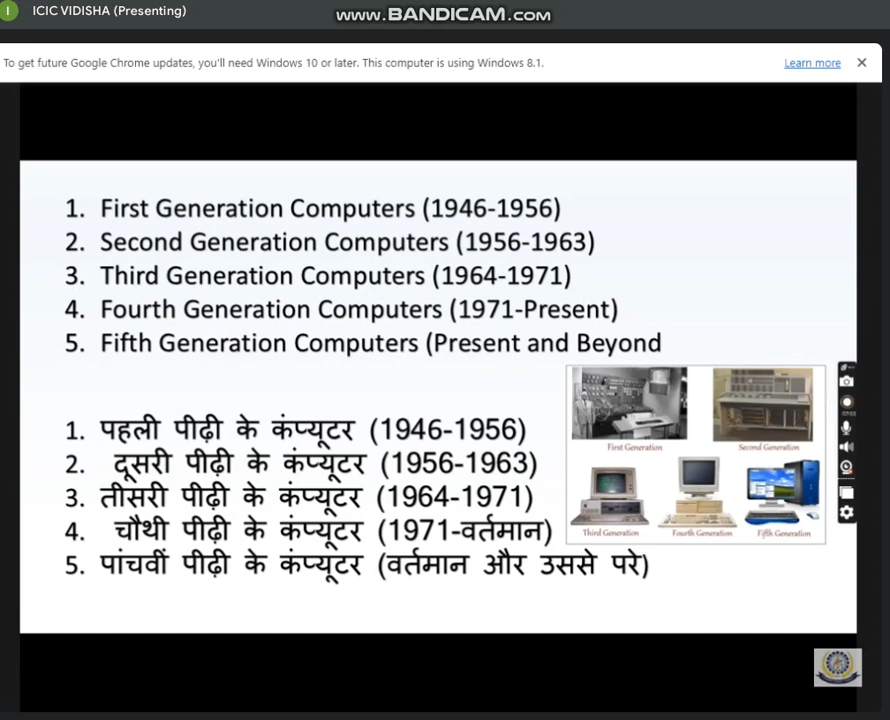 I ICIC VIDISHA (Presenting)
www.BANDICAM.com
To get future Google Chrome updates, you'll need Windows 10 or later. This computer is using Windows 8.1. Learn more
1. First Generation Computers (1946-1956)
2. Second Generation Computers (1956-1963)
3. Third Generation Computers (1964-1971)
4. Fourth Generation Computers (1971-Present)
5. Fifth Generation Computers (Present and Beyond
1. पहली पीढ़ी के कंप्यूटर (1946-1956)
2. दूसरी पीढ़ी के कंप्यूटर (1956-1963)
3. तीसरी पीढ़ी के कंप्यूटर (1964-1971)
4. चौथी पीढ़ी के कंप्यूटर (1971-वर्तमान)
5. पांचवीं पीढ़ी के कंप्यूटर (वर्तमान और उससे परे)
First Generation
Second Generation
Third Generation
Fourth Generation
Fifth Generation